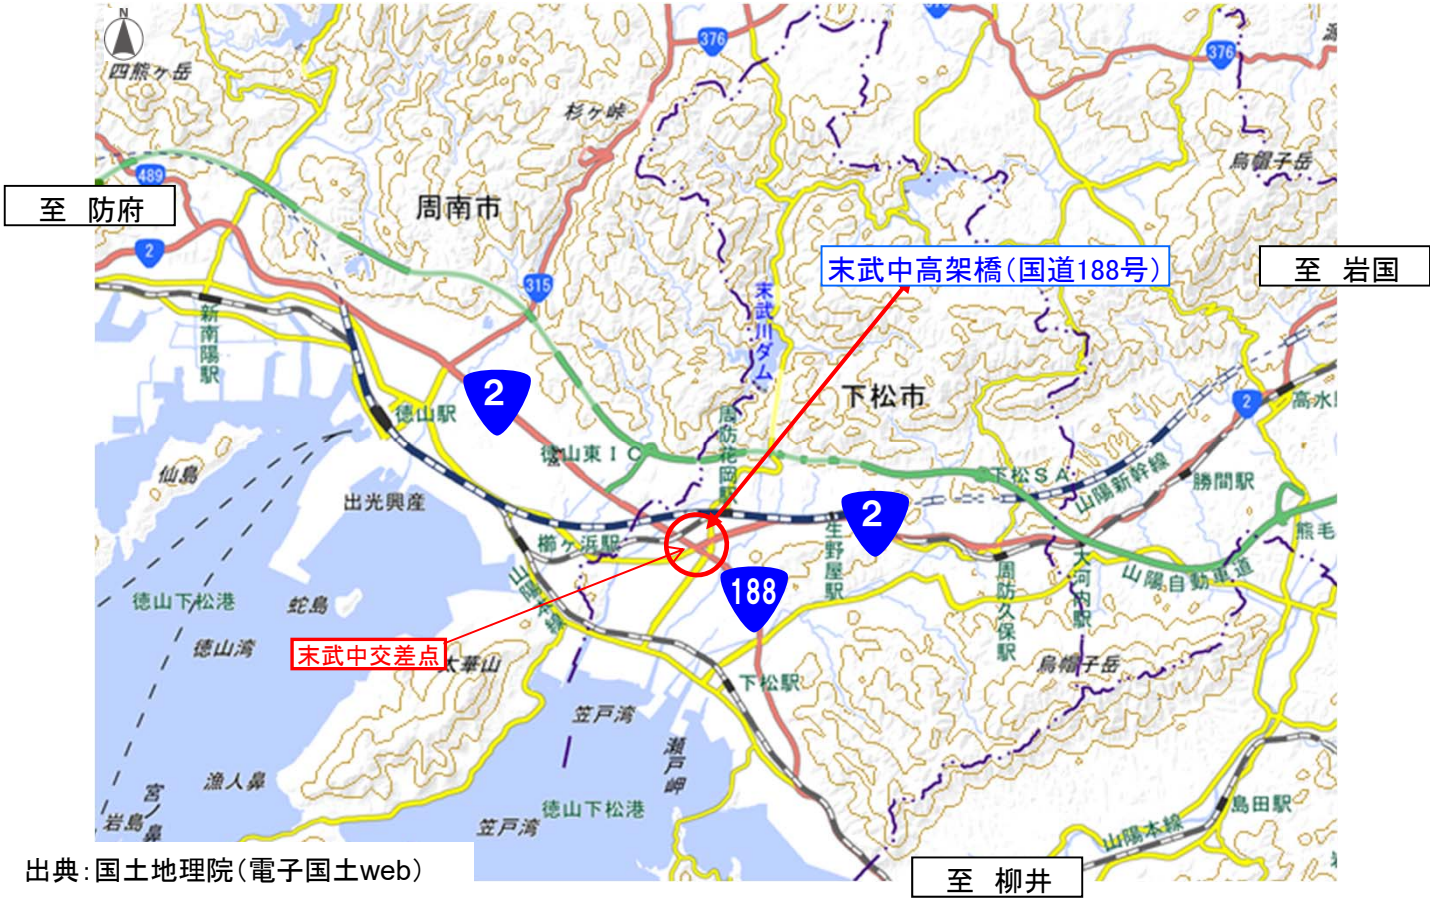 N
376
376
四熊ヶ岳
杉ヶ峠
烏帽子岳
489
至 防府
周南市
2
末武中高架橋(国道188号)
至 岩国
315
末武川ダム
新南陽駅
2
下松市
2
徳山駅
周防花岡駅
高水
徳山東IC
仙島
下松SA
山陽新幹線
勝間駅
出光興産
2
熊毛
櫛ヶ浜駅
生野屋駅
山陽本線
188
周防久保駅
大河内駅
山陽自動車道
徳山下松港
蛇島
徳山湾
末武中交差点
太華山
烏帽子岳
下松駅
笠戸湾
瀬戸岬
漁人鼻
宮ノ鼻
岩島
徳山下松港
笠戸湾
島田駅
山陽本線
出典:国土地理院(電子国土web)
至 柳井